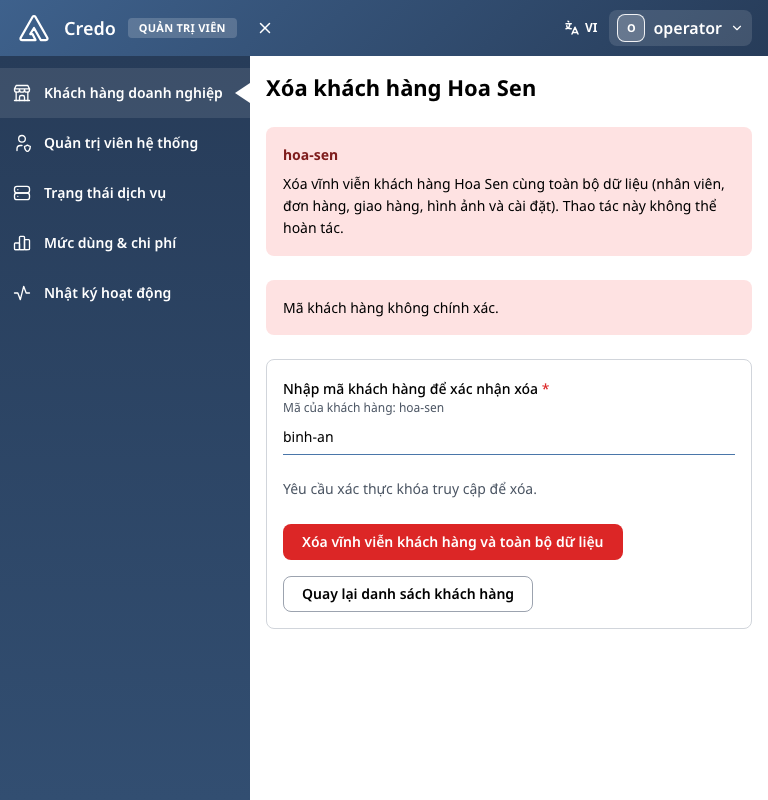 Credo
QUẢN TRỊ VIÊN
VI
O
operator
Khách hàng doanh nghiệp
Quản trị viên hệ thống
Trạng thái dịch vụ
Mức dùng & chi phí
Nhật ký hoạt động
Xóa khách hàng Hoa Sen
hoa-sen
Xóa vĩnh viễn khách hàng Hoa Sen cùng toàn bộ dữ liệu (nhân viên,
đơn hàng, giao hàng, hình ảnh và cài đặt). Thao tác này không thể
hoàn tác.
Mã khách hàng không chính xác.
Nhập mã khách hàng để xác nhận xóa *
Mã của khách hàng: hoa-sen
binh-an
Yêu cầu xác thực khóa truy cập để xóa.
Xóa vĩnh viễn khách hàng và toàn bộ dữ liệu
Quay lại danh sách khách hàng